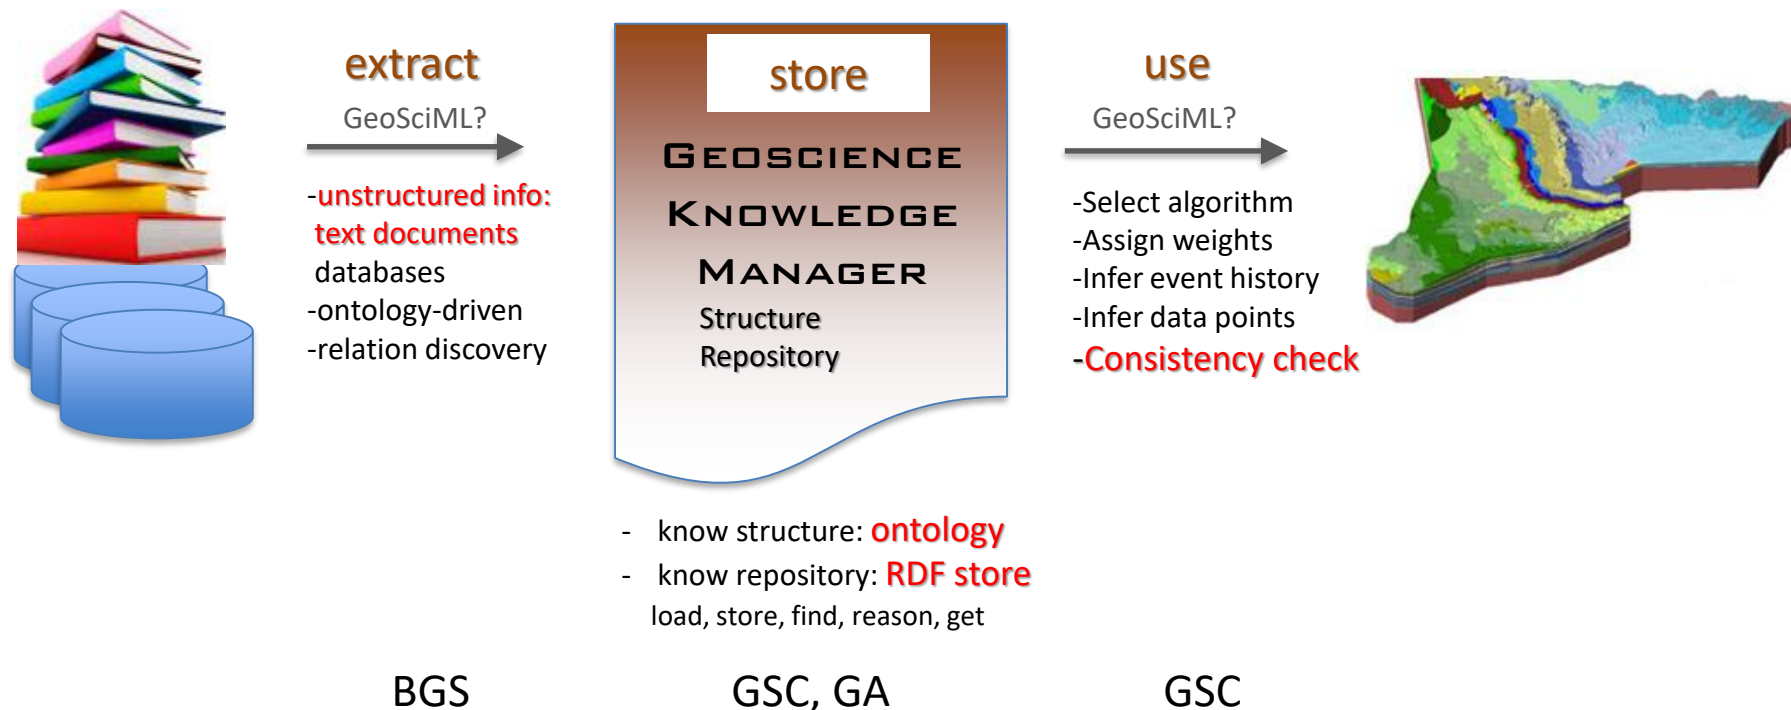 extract
GeoSciML?
-unstructured info:
text documents
databases
-ontology-driven
-relation discovery
store
GEOSCIENCE
KNOWLEDGE
MANAGER
Structure
Repository
- know structure: ontology
- know repository: RDF store
load, store, find, reason, get
use
GeoSciML?
-Select algorithm
-Assign weights
-Infer event history
-Infer data points
-Consistency check
BGS
GSC, GA
GSC